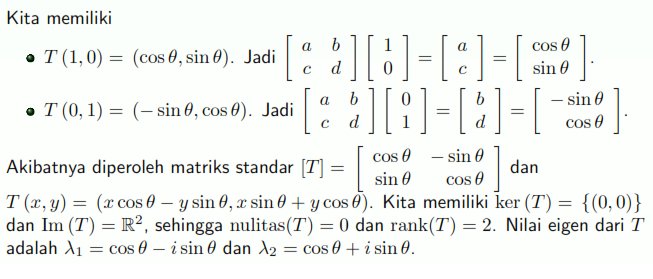 Kita memiliki
• T (1, 0) = (cos θ, sin θ). Jadi [ a b ; c d ] [ 1 ; 0 ] = [ a ; c ] = [ cos θ ; sin θ ].
• T (0, 1) = (− sin θ, cos θ). Jadi [ a b ; c d ] [ 0 ; 1 ] = [ b ; d ] = [ − sin θ ; cos θ ].
Akibatnya diperoleh matriks standar [T] = [ cos θ − sin θ ; sin θ cos θ ] dan
T (x, y) = (x cos θ − y sin θ, x sin θ + y cos θ). Kita memiliki ker (T) = {(0, 0)}
dan Im (T) = ℝ², sehingga nulitas(T) = 0 dan rank(T) = 2. Nilai eigen dari T
adalah λ₁ = cos θ − i sin θ dan λ₂ = cos θ + i sin θ.